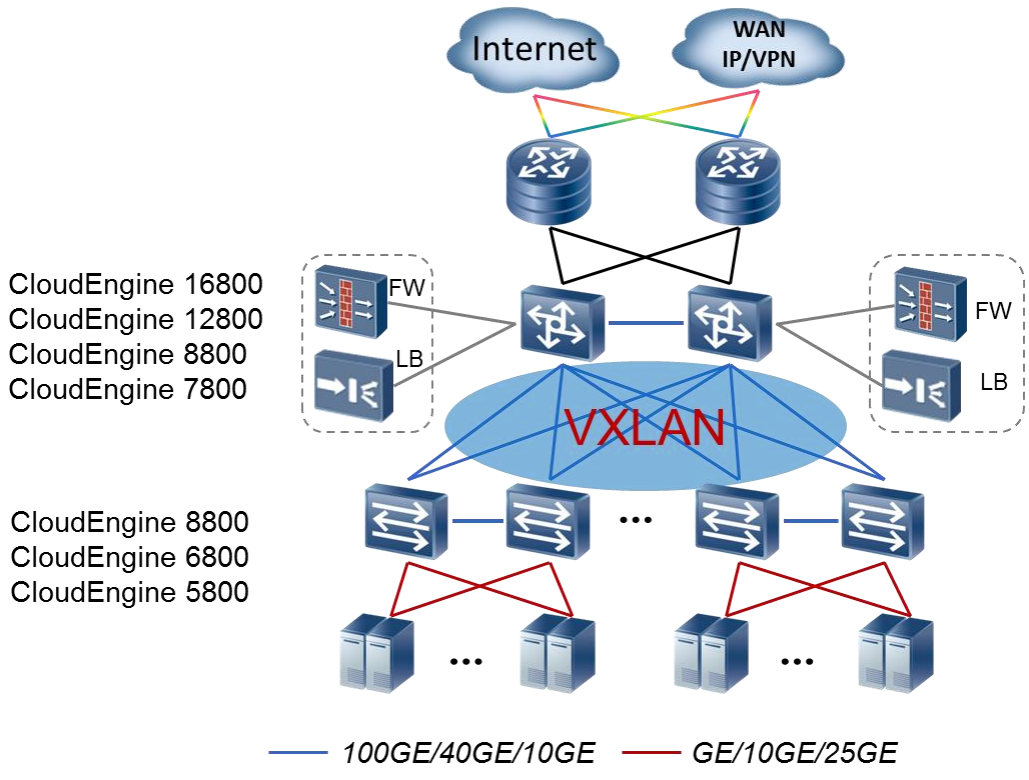 Internet
WAN
IP/VPN
CloudEngine 16800
CloudEngine 12800
CloudEngine 8800
CloudEngine 7800
FW
LB
FW
LB
VXLAN
CloudEngine 8800
CloudEngine 6800
CloudEngine 5800
...
...
...
100GE/40GE/10GE
GE/10GE/25GE